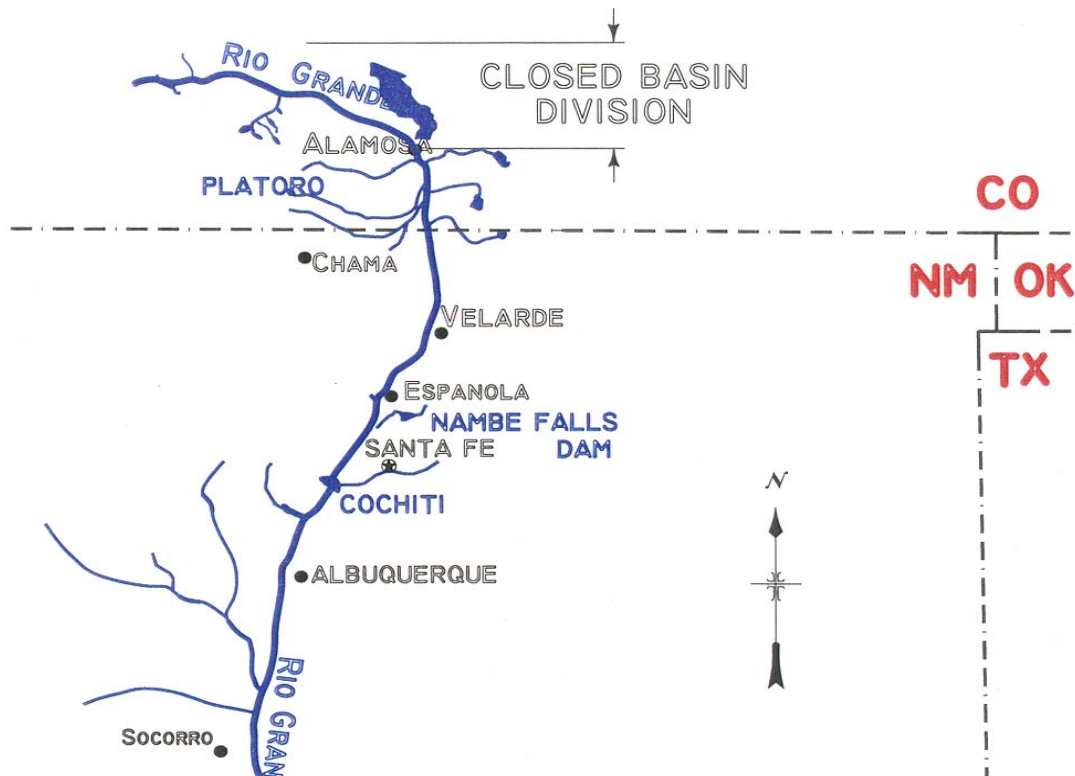 RIO GRANDE
CLOSED BASIN
DIVISION
ALAMOSA
PLATORO
CO
CHAMA
NM
OK
VELARDE
TX
ESPANOLA
NAMBE FALLS
DAM
SANTA FE
N
COCHITI
ALBUQUERQUE
RIO GRAN
SOCORRO